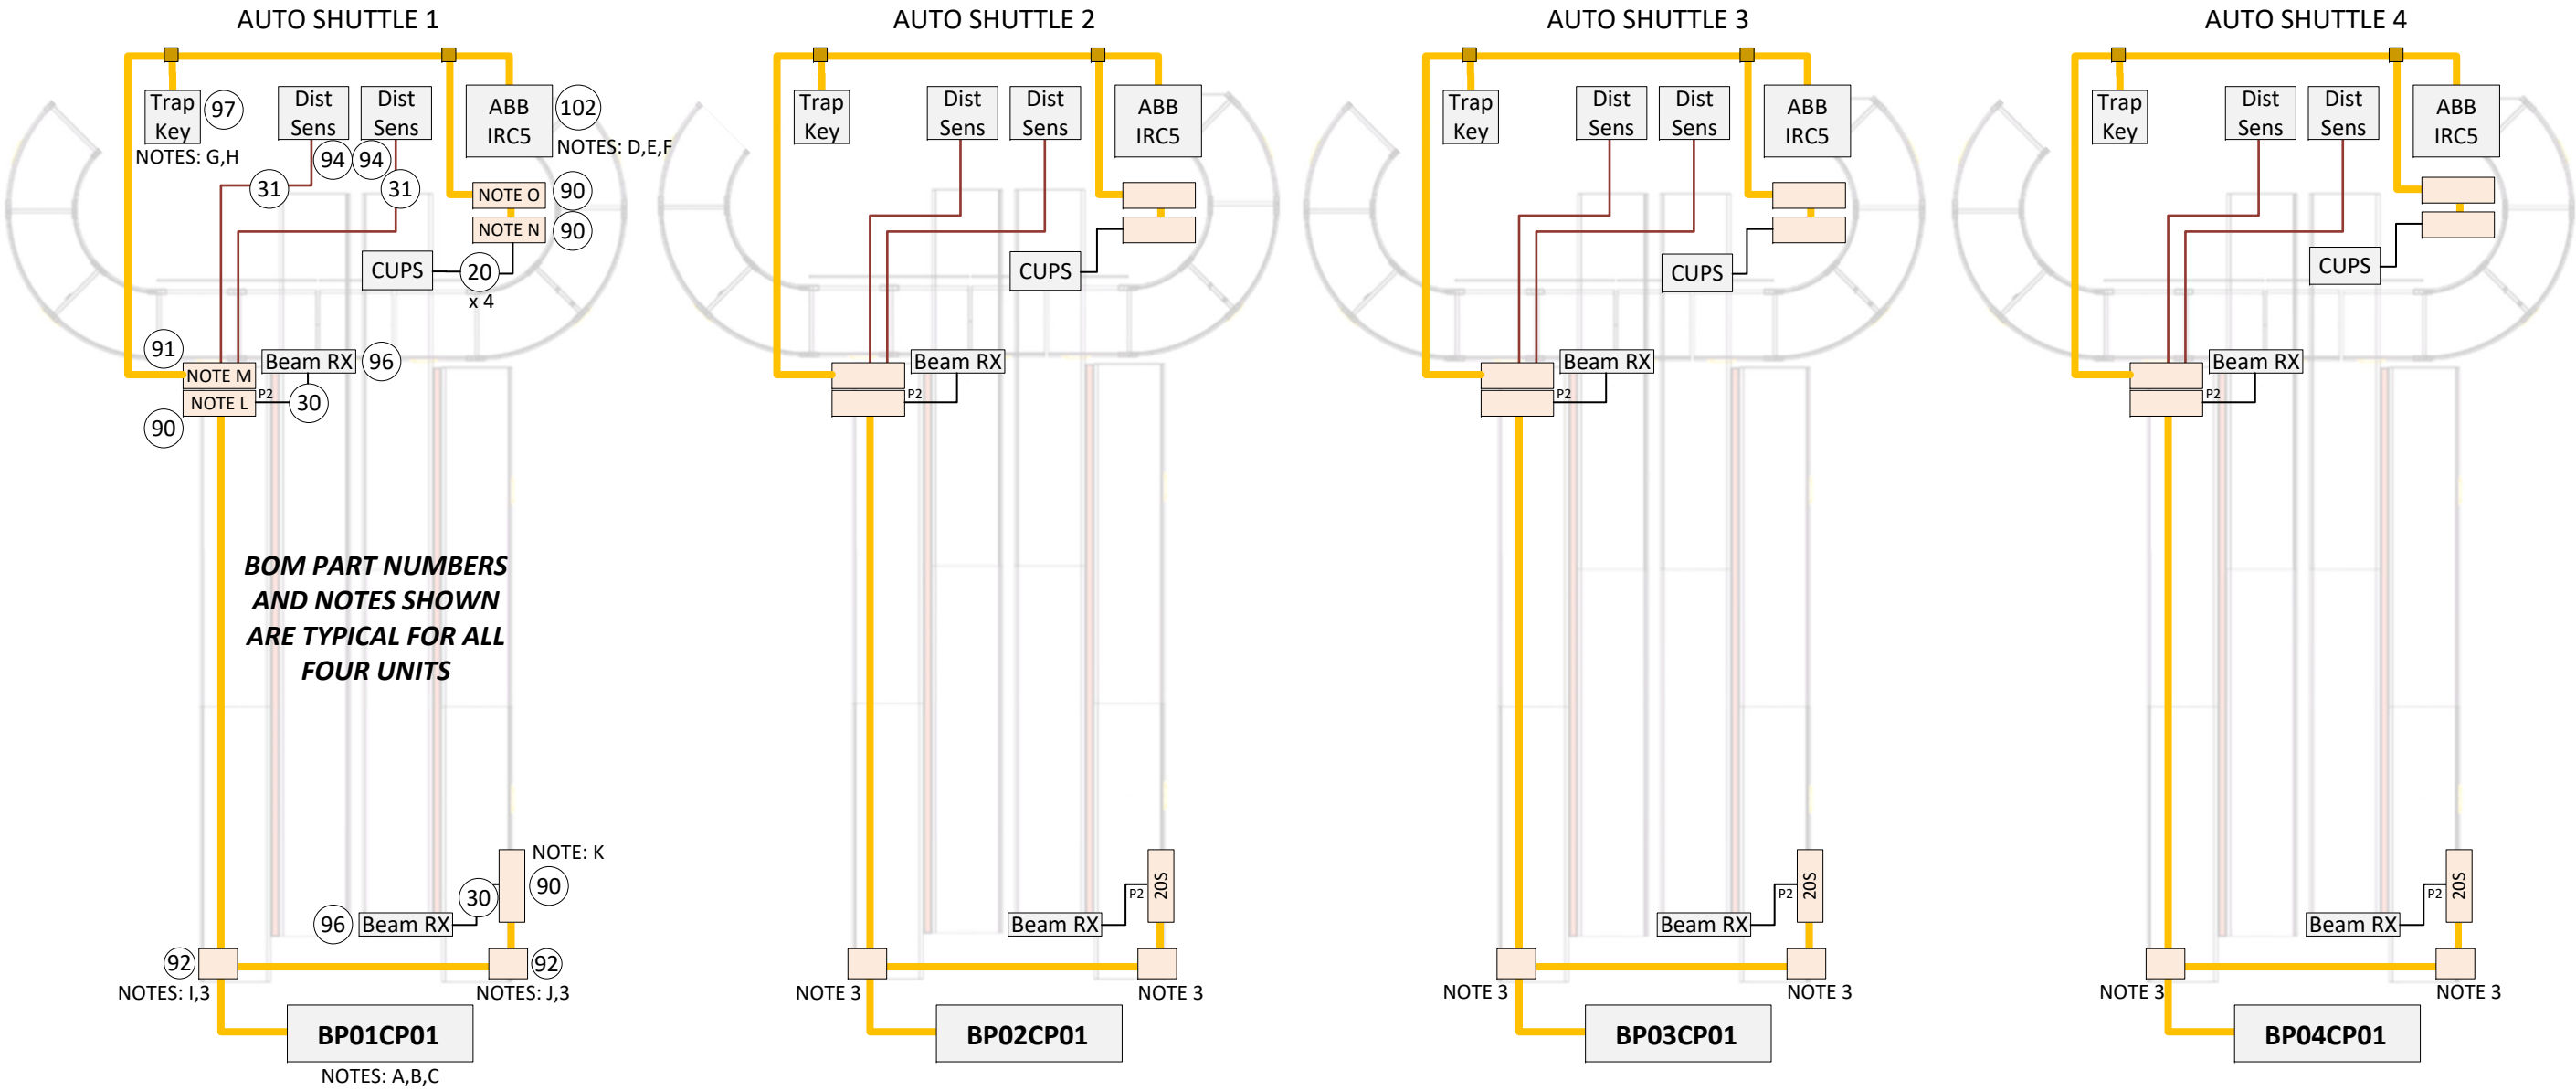 AUTO SHUTTLE 1
Trap
Key
97
NOTES: G,H
Dist
Sens
Dist
Sens
94
94
31
31
ABB
IRC5
102
NOTES: D,E,F
NOTE O
90
NOTE N
90
CUPS
20
x 4
91
NOTE M
Beam RX
96
NOTE L
P2
30
90
BOM PART NUMBERS
AND NOTES SHOWN
ARE TYPICAL FOR ALL
FOUR UNITS
NOTE: K
90
30
96
Beam RX
92
92
NOTES: I,3
NOTES: J,3
BP01CP01
NOTES: A,B,C
AUTO SHUTTLE 2
Trap
Key
Dist
Sens
Dist
Sens
ABB
IRC5
CUPS
Beam RX
P2
P2
20S
Beam RX
NOTE 3
NOTE 3
BP02CP01
AUTO SHUTTLE 3
Trap
Key
Dist
Sens
Dist
Sens
ABB
IRC5
CUPS
Beam RX
P2
P2
20S
Beam RX
NOTE 3
NOTE 3
BP03CP01
AUTO SHUTTLE 4
Trap
Key
Dist
Sens
Dist
Sens
ABB
IRC5
CUPS
Beam RX
P2
P2
20S
Beam RX
NOTE 3
NOTE 3
BP04CP01